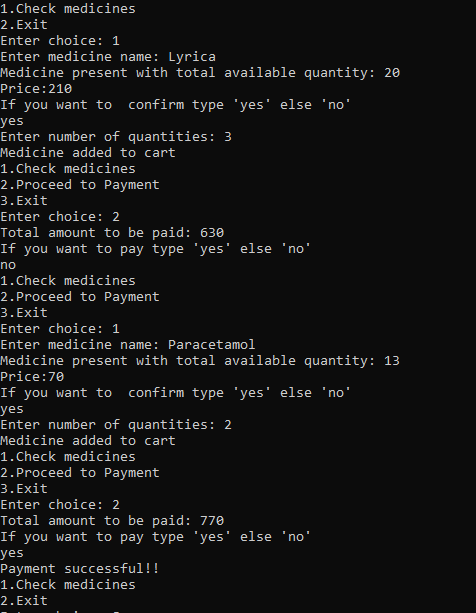 1.Check medicines
2.Exit
Enter choice: 1
Enter medicine name: Lyrica
Medicine present with total available quantity: 20
Price:210
If you want to  confirm type 'yes' else 'no'
yes
Enter number of quantities: 3
Medicine added to cart
1.Check medicines
2.Proceed to Payment
3.Exit
Enter choice: 2
Total amount to be paid: 630
If you want to pay type 'yes' else 'no'
no
1.Check medicines
2.Proceed to Payment
3.Exit
Enter choice: 1
Enter medicine name: Paracetamol
Medicine present with total available quantity: 13
Price:70
If you want to  confirm type 'yes' else 'no'
yes
Enter number of quantities: 2
Medicine added to cart
1.Check medicines
2.Proceed to Payment
3.Exit
Enter choice: 2
Total amount to be paid: 770
If you want to pay type 'yes' else 'no'
yes
Payment successful!!
1.Check medicines
2.Exit